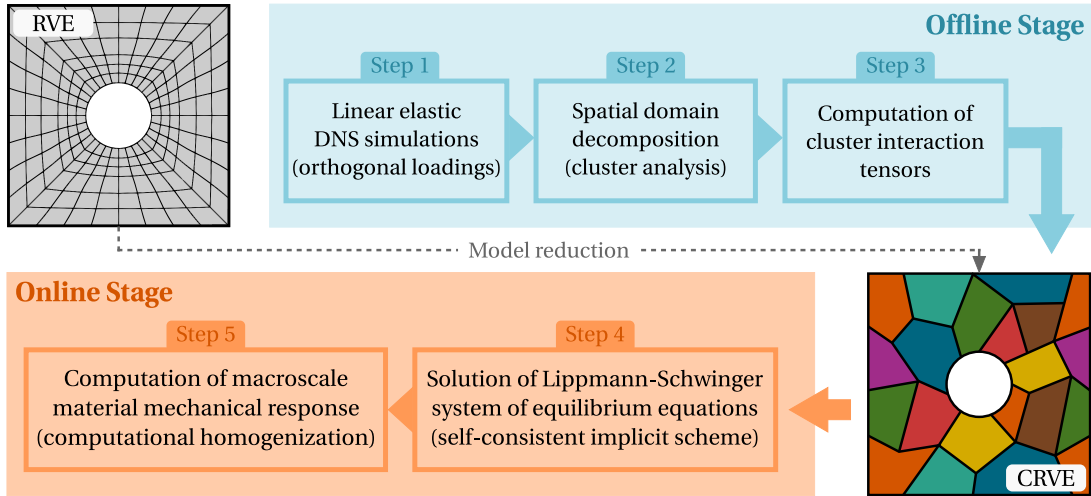 RVE
Offline Stage
Step 1
Linear elastic
DNS simulations
(orthogonal loadings)
Step 2
Spatial domain
decomposition
(cluster analysis)
Step 3
Computation of
cluster interaction
tensors
Model reduction
Online Stage
Step 5
Computation of macroscale
material mechanical response
(computational homogenization)
Step 4
Solution of Lippmann-Schwinger
system of equilibrium equations
(self-consistent implicit scheme)
CRVE